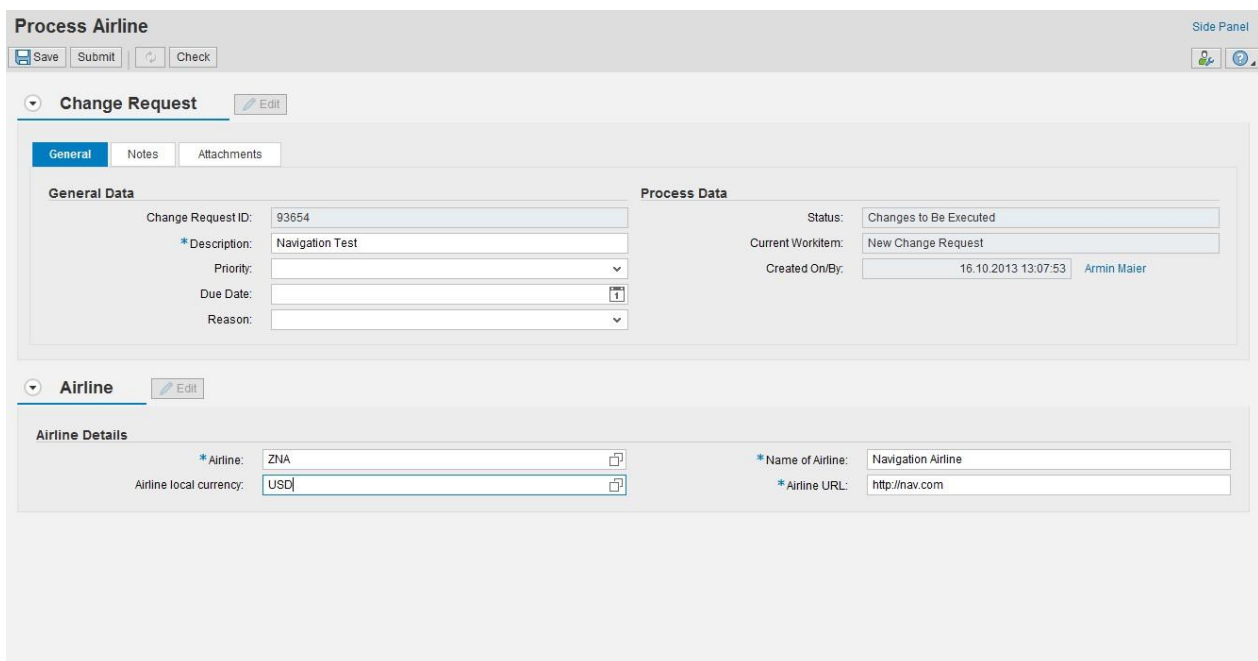 Process Airline
Side Panel
Save Submit Check
Change Request Edit
General Notes Attachments
General Data
Process Data
Change Request ID: 93654
Status: Changes to Be Executed
* Description: Navigation Test
Current Workitem: New Change Request
Priority:
Created On/By: 16.10.2013 13:07:53 Armin Maier
Due Date:
1
Reason:
Airline Edit
Airline Details
* Airline: ZNA
* Name of Airline: Navigation Airline
Airline local currency: USD
* Airline URL: http://nav.com